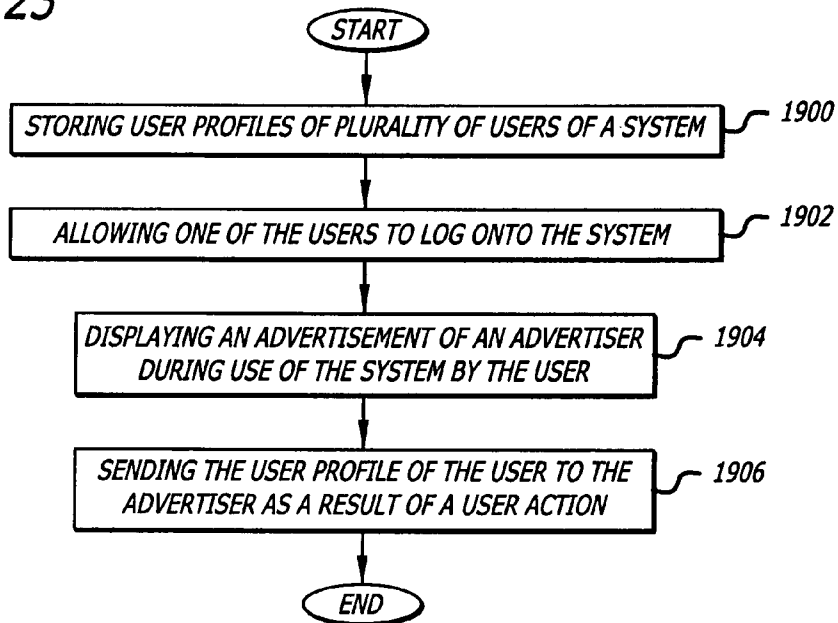 25
START
STORING USER PROFILES OF PLURALITY OF USERS OF A SYSTEM
1900
ALLOWING ONE OF THE USERS TO LOG ONTO THE SYSTEM
1902
DISPLAYING AN ADVERTISEMENT OF AN ADVERTISER
DURING USE OF THE SYSTEM BY THE USER
1904
SENDING THE USER PROFILE OF THE USER TO THE
ADVERTISER AS A RESULT OF A USER ACTION
1906
END